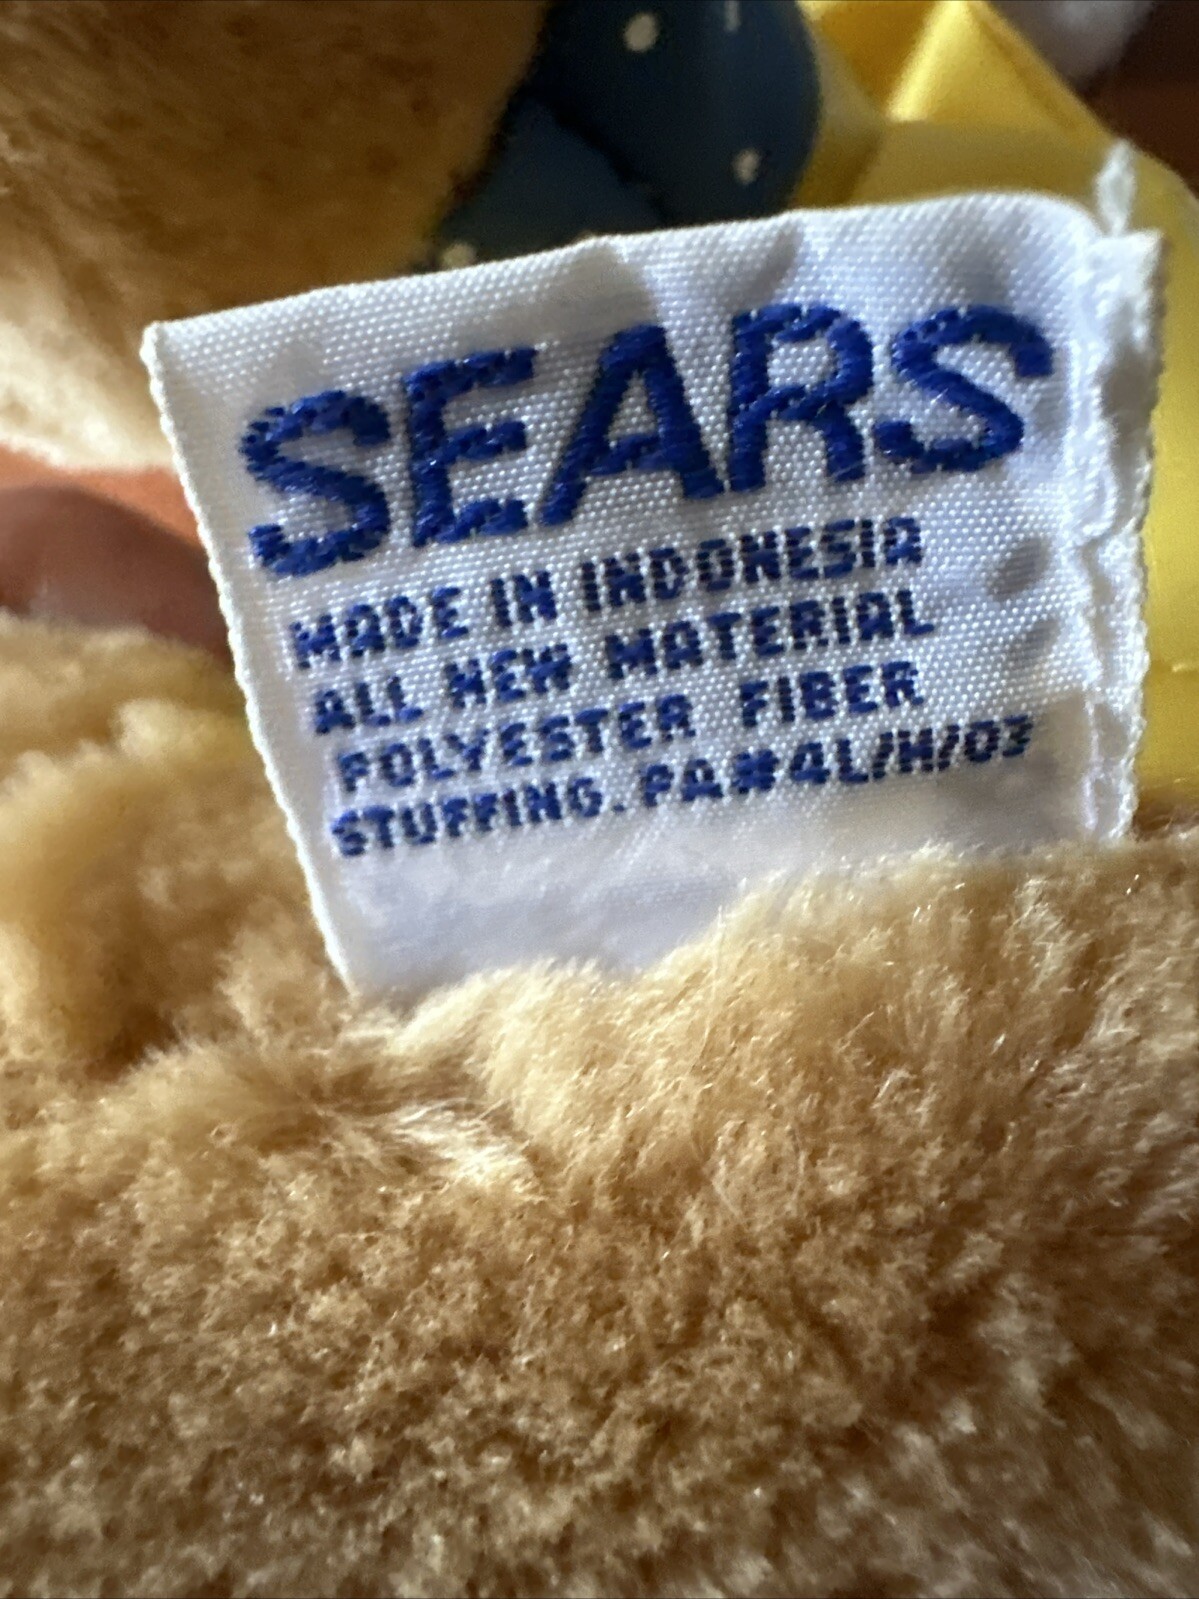 SEARS
MADE IN INDONESIA
ALL NEW MATERIAL
POLYESTER FIBER
STUFFING. PA#4L/H/03